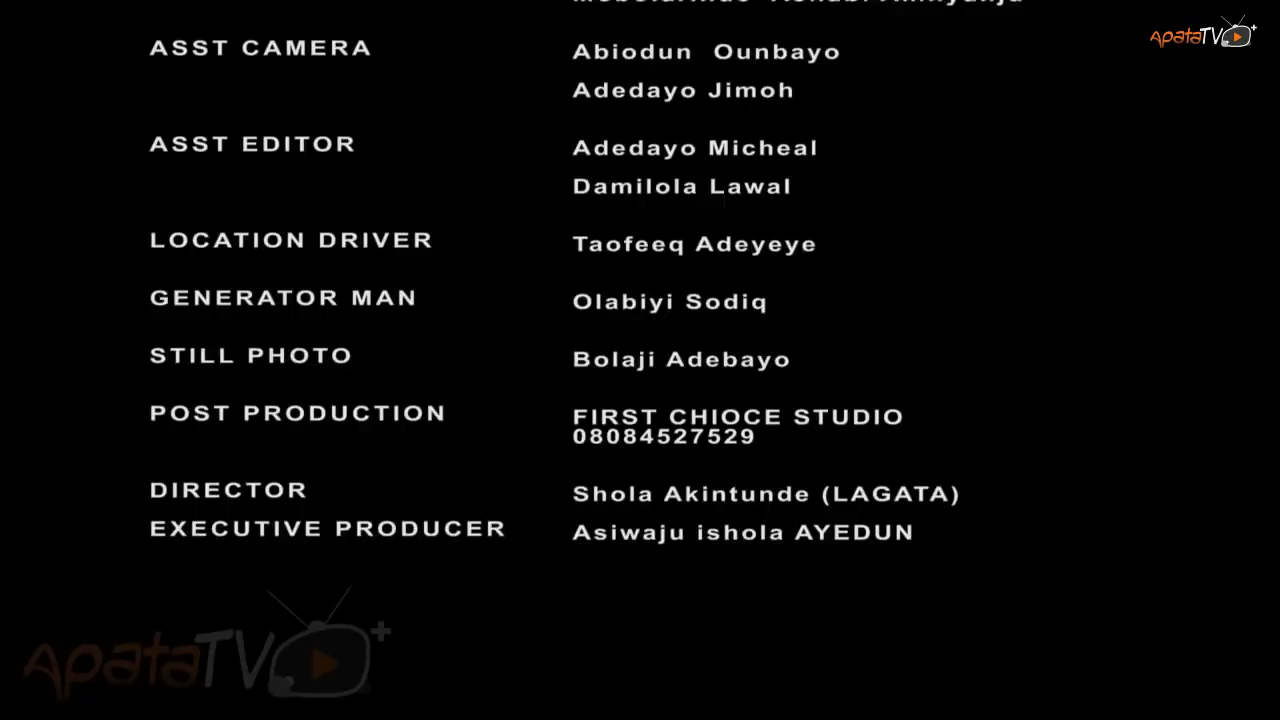 ApataTV+
ASST CAMERA Abiodun Ounbayo
Adedayo Jimoh
ASST EDITOR Adedayo Micheal
Damilola Lawal
LOCATION DRIVER Taofeeq Adeyeye
GENERATOR MAN Olabiyi Sodiq
STILL PHOTO Bolaji Adebayo
POST PRODUCTION FIRST CHIOCE STUDIO
08084527529
DIRECTOR Shola Akintunde (LAGATA)
EXECUTIVE PRODUCER Asiwaju ishola AYEDUN
ApataTV+